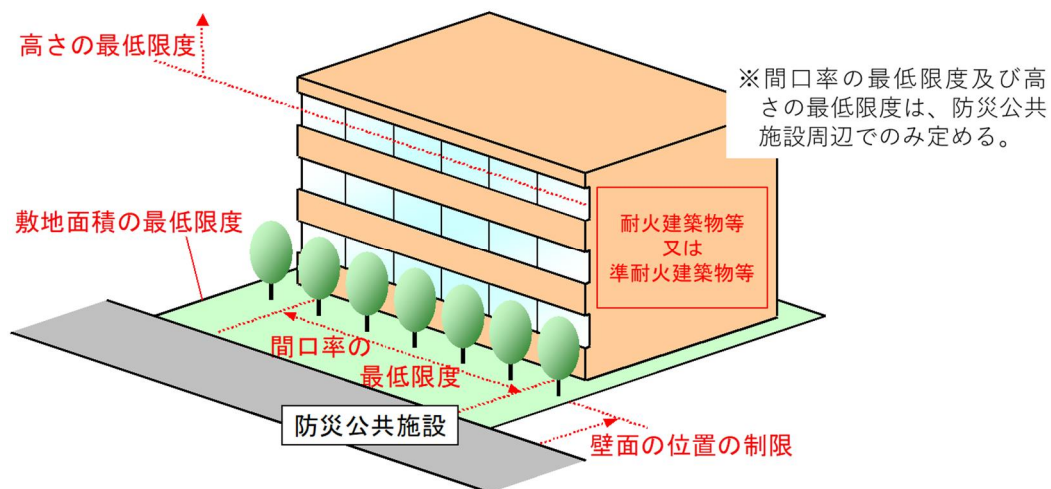 高さの最低限度
※間口率の最低限度及び高
さの最低限度は、防災公共
施設周辺でのみ定める。
敷地面積の最低限度
耐火建築物等
又は
準耐火建築物等
間口率の
最低限度
防災公共施設
壁面の位置の制限